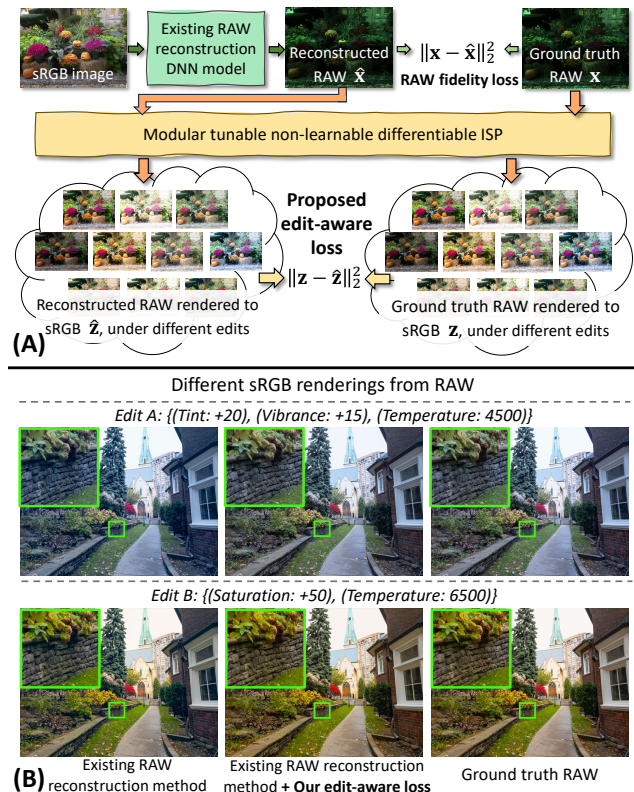 sRGB image
Existing RAW
reconstruction
DNN model
Reconstructed
RAW x̂
‖x − x̂‖₂²
RAW fidelity loss
Ground truth
RAW x
Modular tunable non-learnable differentiable ISP
Proposed
edit-aware
loss
‖z − ẑ‖₂²
Reconstructed RAW rendered to
sRGB ẑ, under different edits
Ground truth RAW rendered to
sRGB z, under different edits
(A)
Different sRGB renderings from RAW
Edit A: {(Tint: +20), (Vibrance: +15), (Temperature: 4500)}
Edit B: {(Saturation: +50), (Temperature: 6500)}
(B)
Existing RAW
reconstruction method
Existing RAW reconstruction
method + Our edit-aware loss
Ground truth RAW